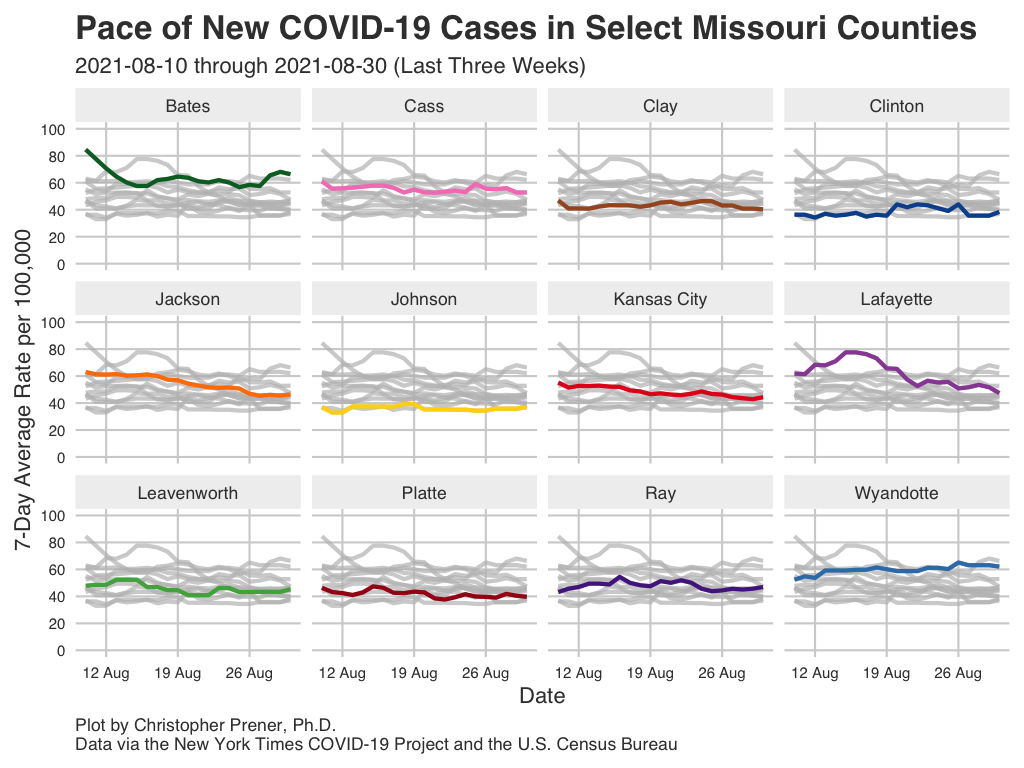 Pace of New COVID-19 Cases in Select Missouri Counties
2021-08-10 through 2021-08-30 (Last Three Weeks)
Bates Cass Clay Clinton
100
80
60
40
20
0
Jackson Johnson Kansas City Lafayette
100
80
60
40
20
0
Leavenworth Platte Ray Wyandotte
100
80
60
40
20
0
7-Day Average Rate per 100,000
12 Aug 19 Aug 26 Aug 12 Aug 19 Aug 26 Aug 12 Aug 19 Aug 26 Aug 12 Aug 19 Aug 26 Aug
Date
Plot by Christopher Prener, Ph.D.
Data via the New York Times COVID-19 Project and the U.S. Census Bureau